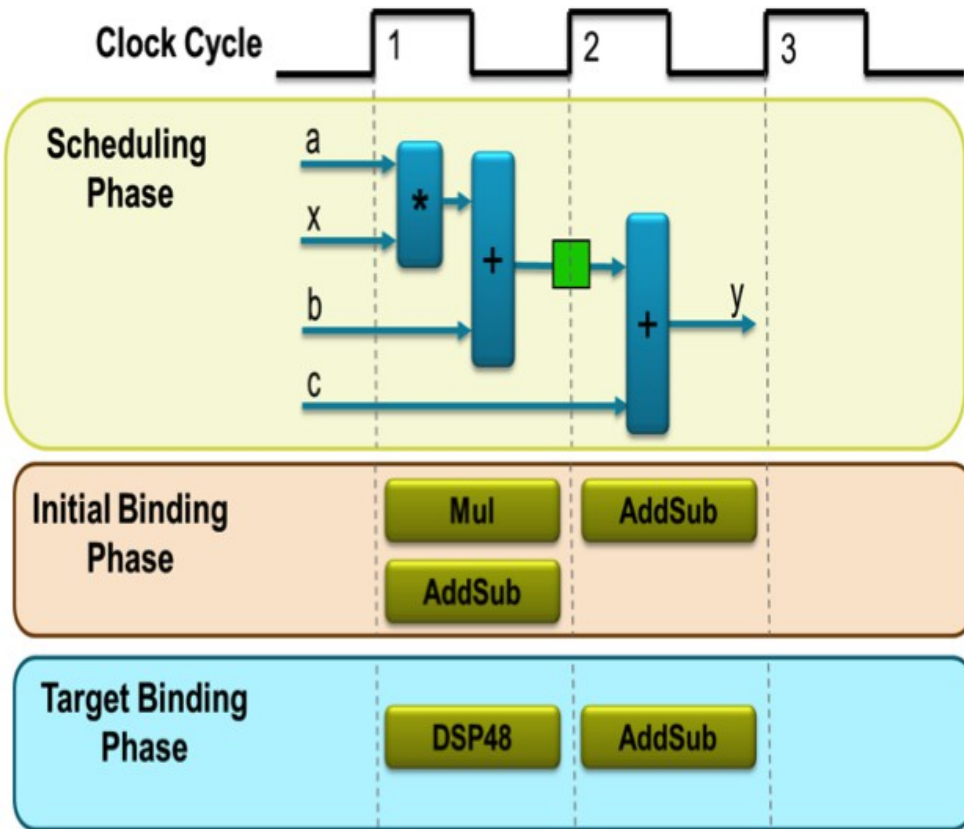 Clock Cycle
1
2
3
Scheduling
Phase
a
x
b
c
*
+
+
y
Initial Binding
Phase
Mul
AddSub
AddSub
Target Binding
Phase
DSP48
AddSub